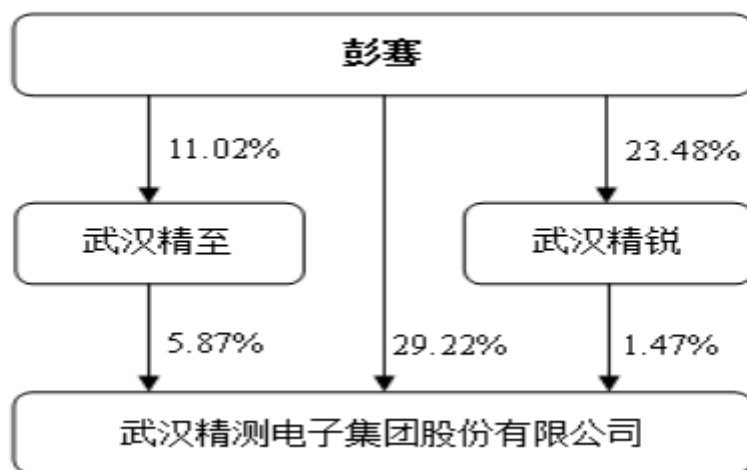 彭骞
11.02%
23.48%
武汉精至
武汉精锐
5.87%
29.22%
1.47%
武汉精测电子集团股份有限公司